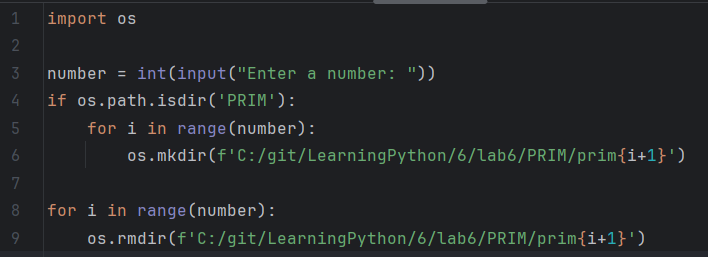 1 import os
2
3 number = int(input("Enter a number: "))
4 if os.path.isdir('PRIM'):
5     for i in range(number):
6         os.mkdir(f'C:/git/LearningPython/6/lab6/PRIM/prim{i+1}')
7
8 for i in range(number):
9     os.rmdir(f'C:/git/LearningPython/6/lab6/PRIM/prim{i+1}')